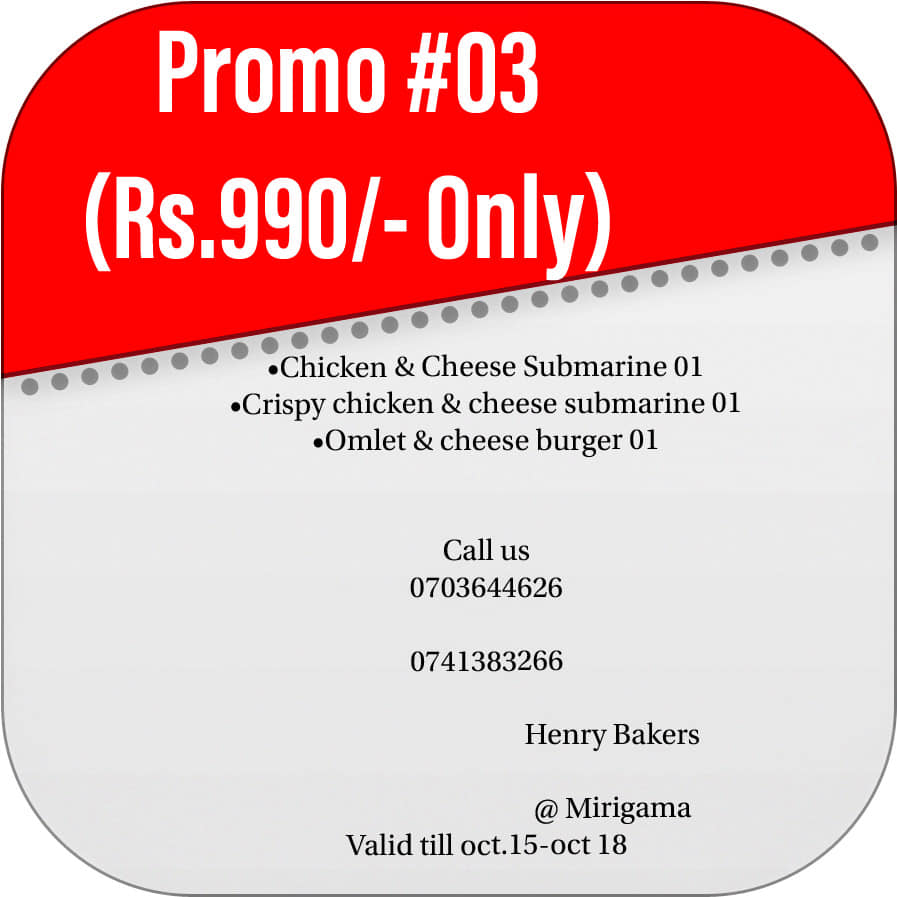 Promo #03
(Rs.990/- Only)
•Chicken & Cheese Submarine 01
•Crispy chicken & cheese submarine 01
•Omlet & cheese burger 01
Call us
0703644626
0741383266
Henry Bakers
@ Mirigama
Valid till oct.15-oct 18